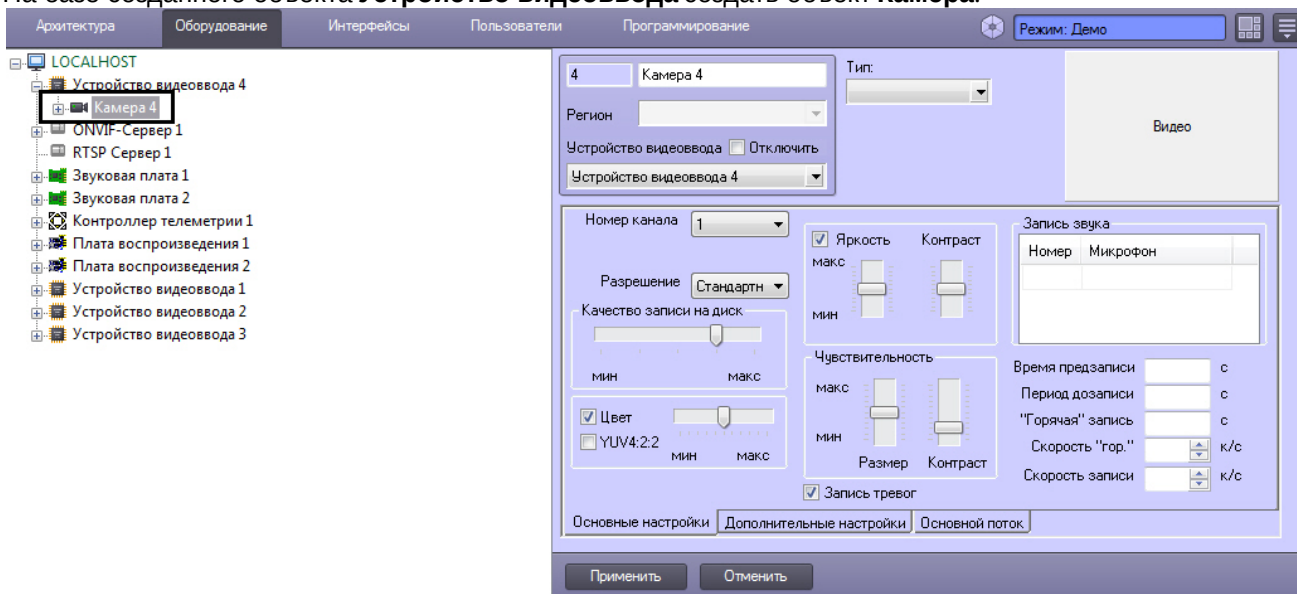 На базе созданного объекта Устройство видеоввода создать объект Камера.
Архитектура Оборудование Интерфейсы Пользователи Программирование Режим: Демо
LOCALHOST
Устройство видеоввода 4
Камера 4
ONVIF-Сервер 1
RTSP Сервер 1
Звуковая плата 1
Звуковая плата 2
Контроллер телеметрии 1
Плата воспроизведения 1
Плата воспроизведения 2
Устройство видеоввода 1
Устройство видеоввода 2
Устройство видеоввода 3
4 Камера 4
Регион
Устройство видеоввода Отключить
Устройство видеоввода 4
Тип:
Видео
Номер канала 1
Разрешение Стандартн
Качество записи на диск
мин макс
Цвет
YUV4:2:2
мин макс
Яркость Контраст
макс
мин
Чувствительность
макс
мин
Размер Контраст
Запись тревог
Запись звука
Номер Микрофон
Время предзаписи с
Период дозаписи с
"Горячая" запись с
Скорость "гор." к/с
Скорость записи к/с
Основные настройки Дополнительные настройки Основной поток
Применить Отменить